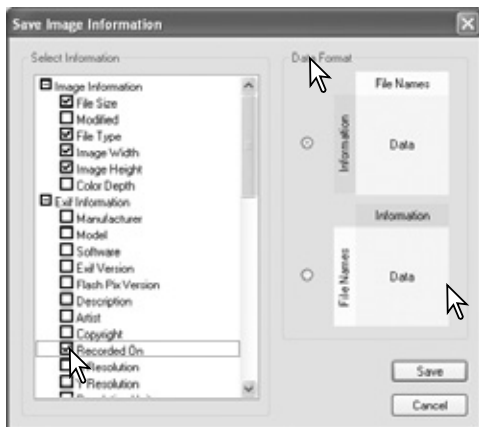 Save Image Information
Select Information
Image Information
File Size
Modified
File Type
Image Width
Image Height
Color Depth
Exif Information
Manufacturer
Model
Software
Exif Version
Flash Pix Version
Description
Artist
Copyright
Recorded On
Resolution
Resolution
Data Format
File Names
Information
Data
Information
File Names
Data
Save
Cancel